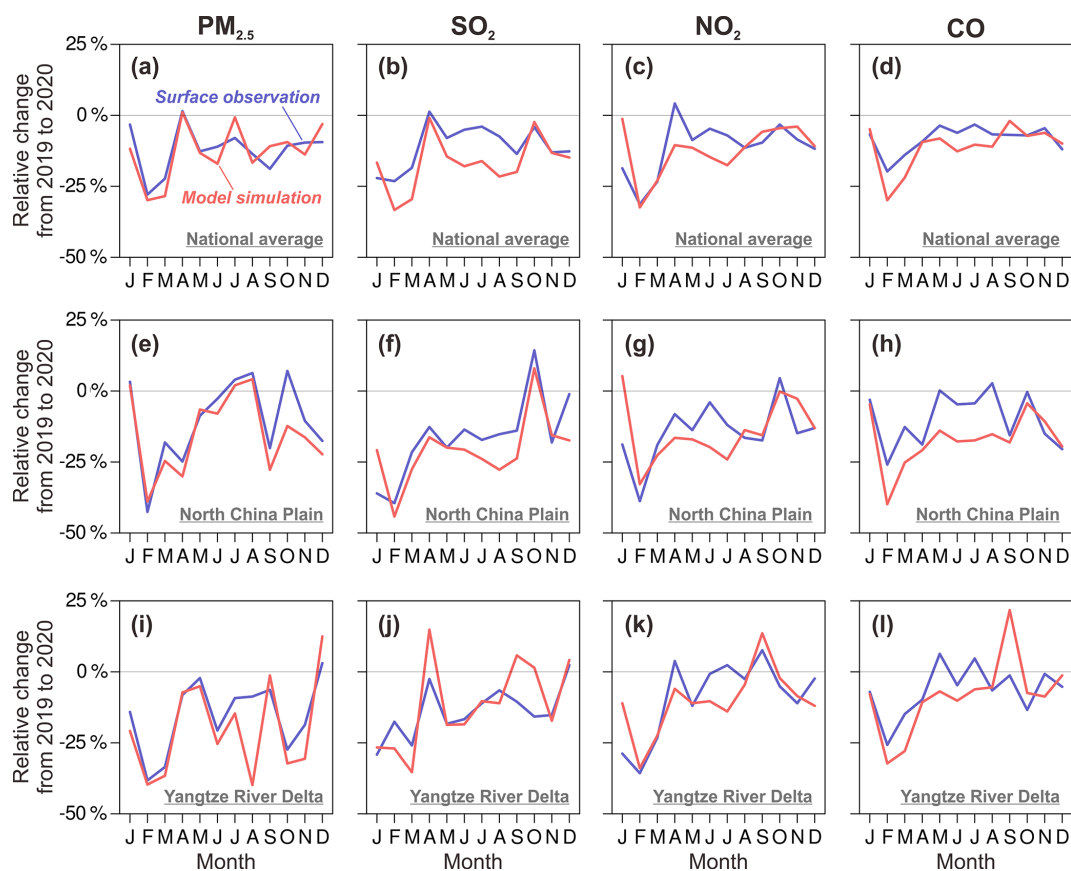 PM2.5 SO2 NO2 CO
Relative change
from 2019 to 2020
25 %
0 %
-25 %
-50 %
(a)
Surface observation
Model simulation
National average
J F M A M J J A S O N D
(b)
National average
J F M A M J J A S O N D
(c)
National average
J F M A M J J A S O N D
(d)
National average
J F M A M J J A S O N D
Relative change
from 2019 to 2020
25 %
0 %
-25 %
-50 %
(e)
North China Plain
J F M A M J J A S O N D
(f)
North China Plain
J F M A M J J A S O N D
(g)
North China Plain
J F M A M J J A S O N D
(h)
North China Plain
J F M A M J J A S O N D
Relative change
from 2019 to 2020
25 %
0 %
-25 %
-50 %
(i)
Yangtze River Delta
J F M A M J J A S O N D
Month
(j)
Yangtze River Delta
J F M A M J J A S O N D
Month
(k)
Yangtze River Delta
J F M A M J J A S O N D
Month
(l)
Yangtze River Delta
J F M A M J J A S O N D
Month